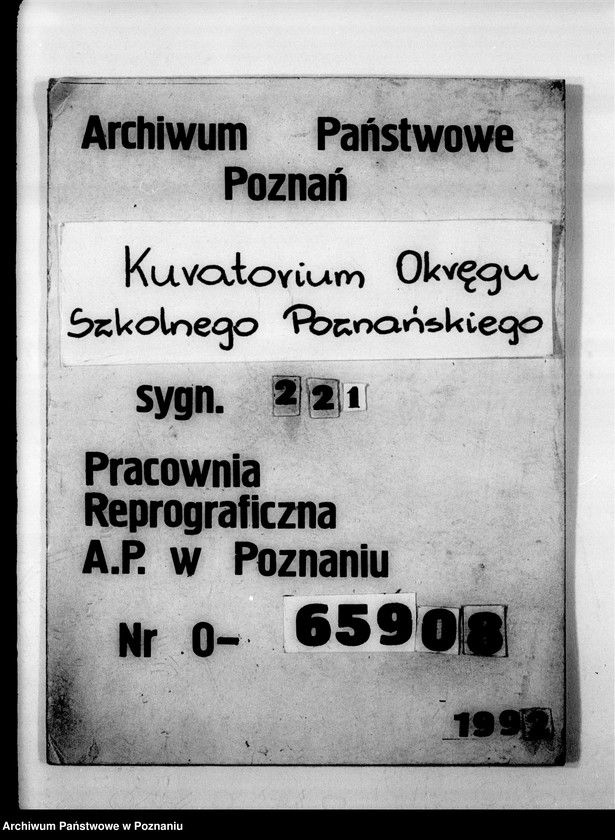 Archiwum Państwowe
Poznań
Kuratorium Okręgu
Szkolnego Poznańskiego
sygn. 221
Pracownia
Reprograficzna
A.P. w Poznaniu
Nr 0- 65908
1992
Archiwum Państwowe w Poznaniu